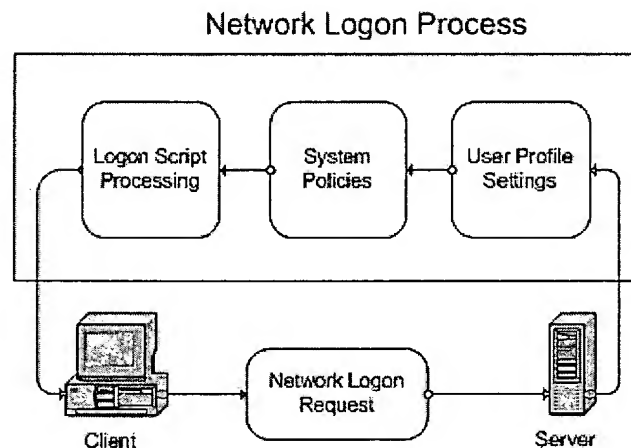 Network Logon Process
Logon Script
Processing
System
Policies
User Profile
Settings
Network Logon
Request
Client
Server